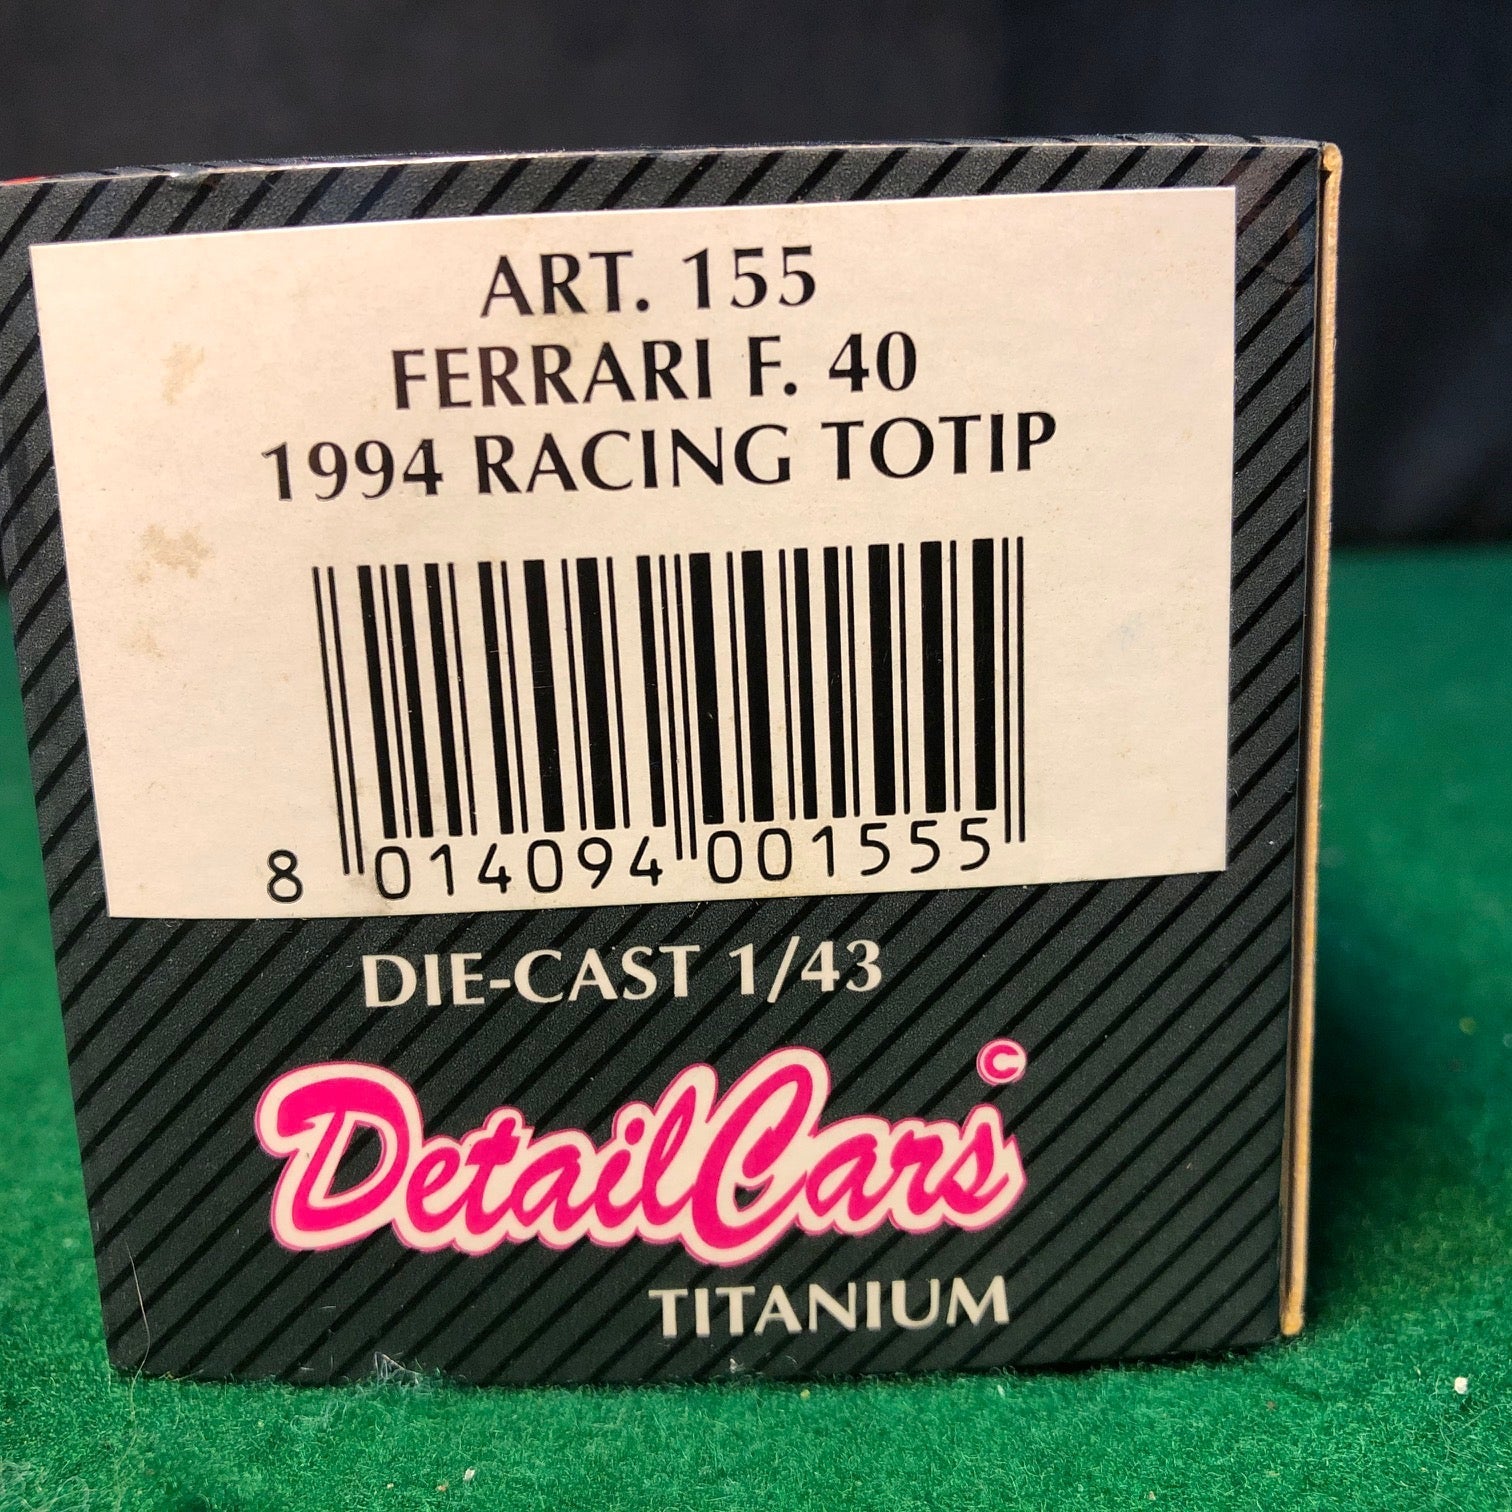 ART. 155
FERRARI F. 40
1994 RACING TOTIP
8 014094 001555
DIE-CAST 1/43
DetailCars ©
TITANIUM